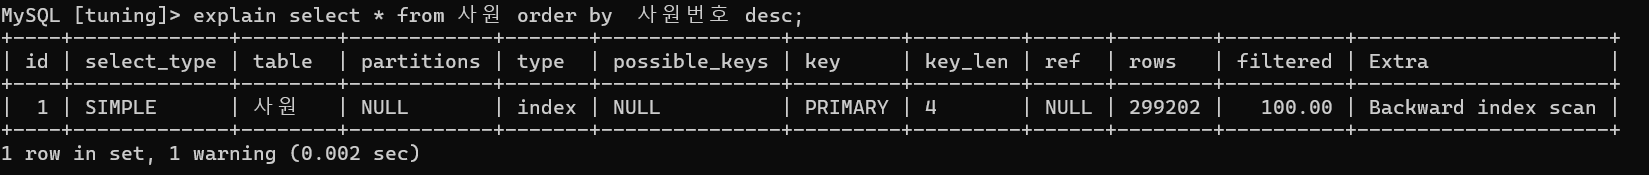 MySQL [tuning]> explain select * from 사원 order by  사원번호 desc;
+----+-------------+--------+------------+-------+---------------+---------+---------+------+--------+----------+---------------------+
| id | select_type | table  | partitions | type  | possible_keys | key     | key_len | ref  | rows   | filtered | Extra               |
+----+-------------+--------+------------+-------+---------------+---------+---------+------+--------+----------+---------------------+
|  1 | SIMPLE      | 사원   | NULL       | index | NULL          | PRIMARY | 4       | NULL | 299202 |   100.00 | Backward index scan |
+----+-------------+--------+------------+-------+---------------+---------+---------+------+--------+----------+---------------------+
1 row in set, 1 warning (0.002 sec)